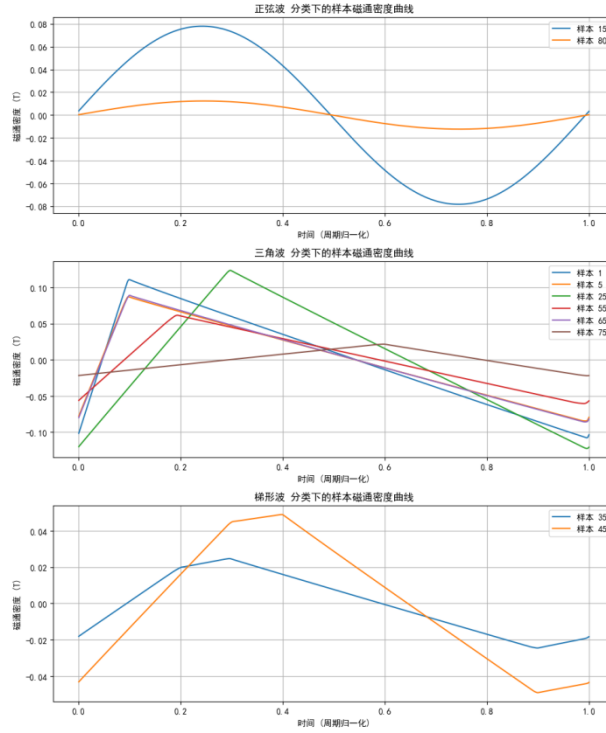 正弦波 分类下的样本磁通密度曲线
0.08
0.06
0.04
0.02
0.00
−0.02
−0.04
−0.06
−0.08
磁通密度 (T)
样本 15
样本 80
0.0 0.2 0.4 0.6 0.8 1.0
时间 (周期归一化)
三角波 分类下的样本磁通密度曲线
0.10
0.05
0.00
−0.05
−0.10
磁通密度 (T)
样本 1
样本 5
样本 25
样本 55
样本 65
样本 75
0.0 0.2 0.4 0.6 0.8 1.0
时间 (周期归一化)
梯形波 分类下的样本磁通密度曲线
0.04
0.02
0.00
−0.02
−0.04
磁通密度 (T)
样本 35
样本 45
0.0 0.2 0.4 0.6 0.8 1.0
时间 (周期归一化)